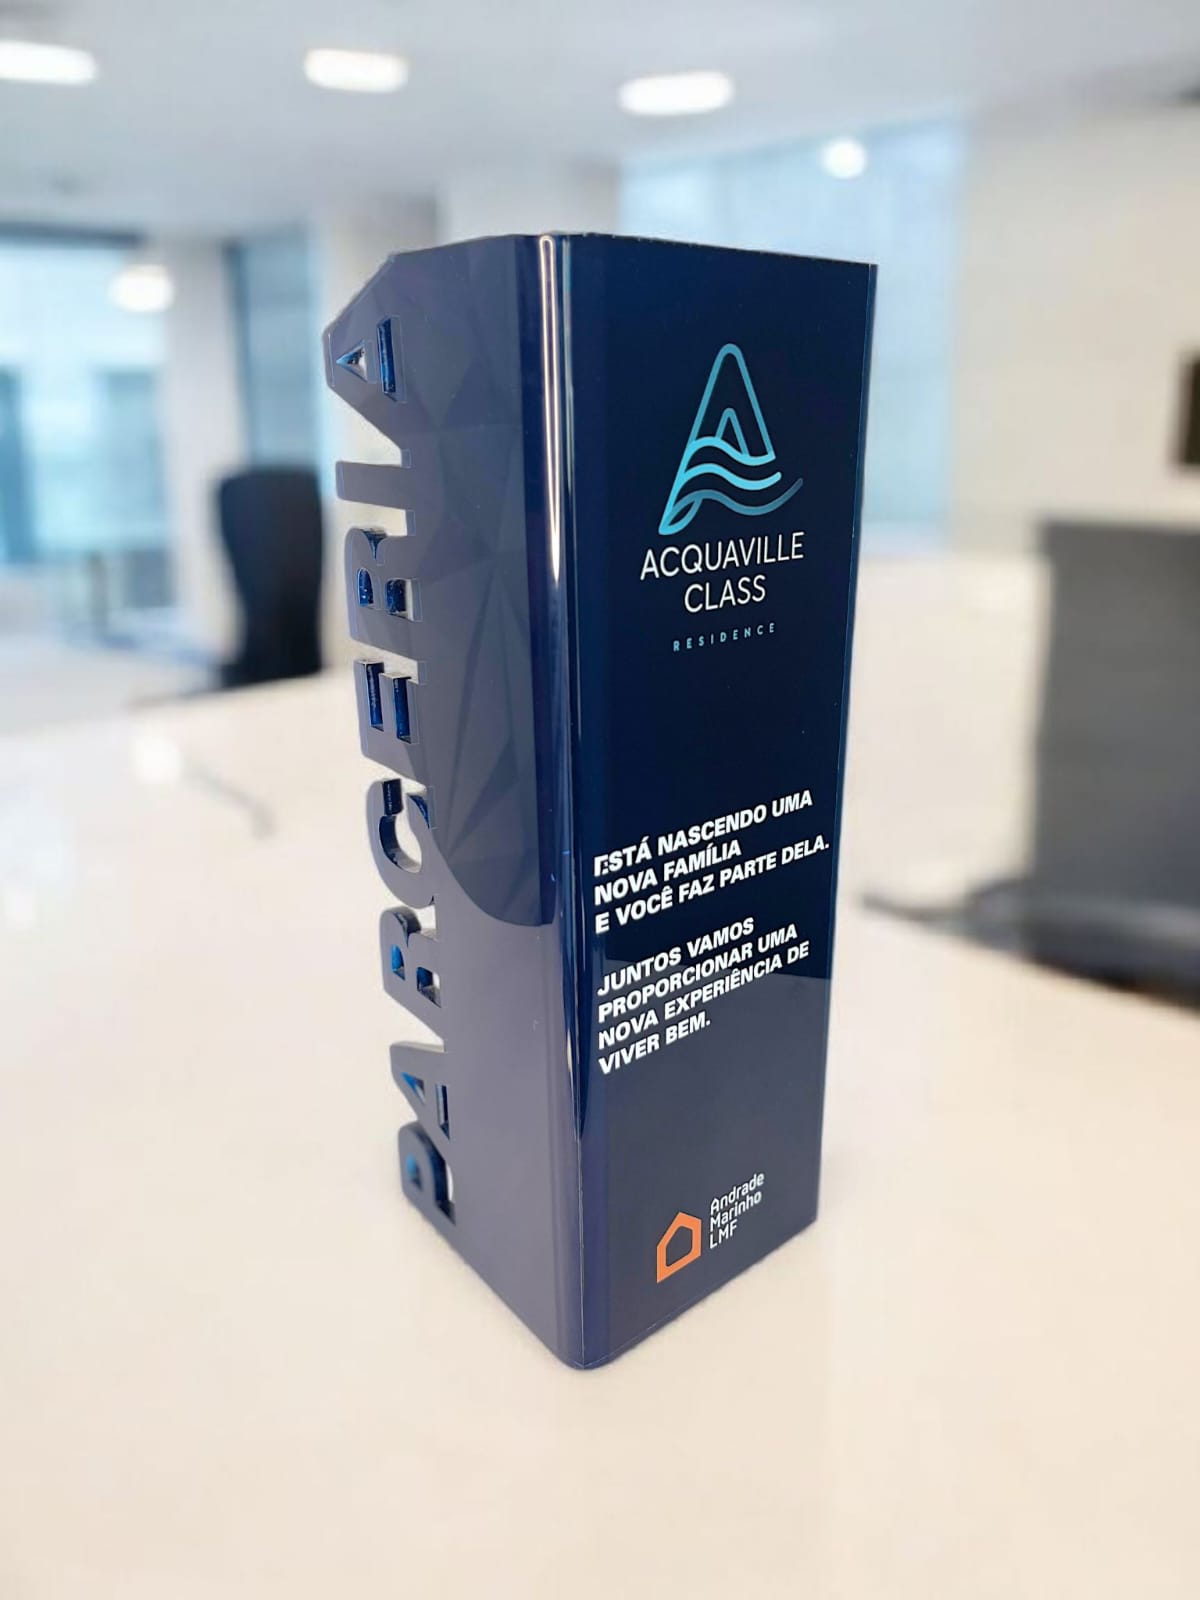 PARCERIA
ACQUAVILLE
CLASS
RESIDENCE
ESTÁ NASCENDO UMA
NOVA FAMÍLIA
E VOCÊ FAZ PARTE DELA.
JUNTOS VAMOS
PROPORCIONAR UMA
NOVA EXPERIÊNCIA DE
VIVER BEM.
Andrade
Marinho
LMF